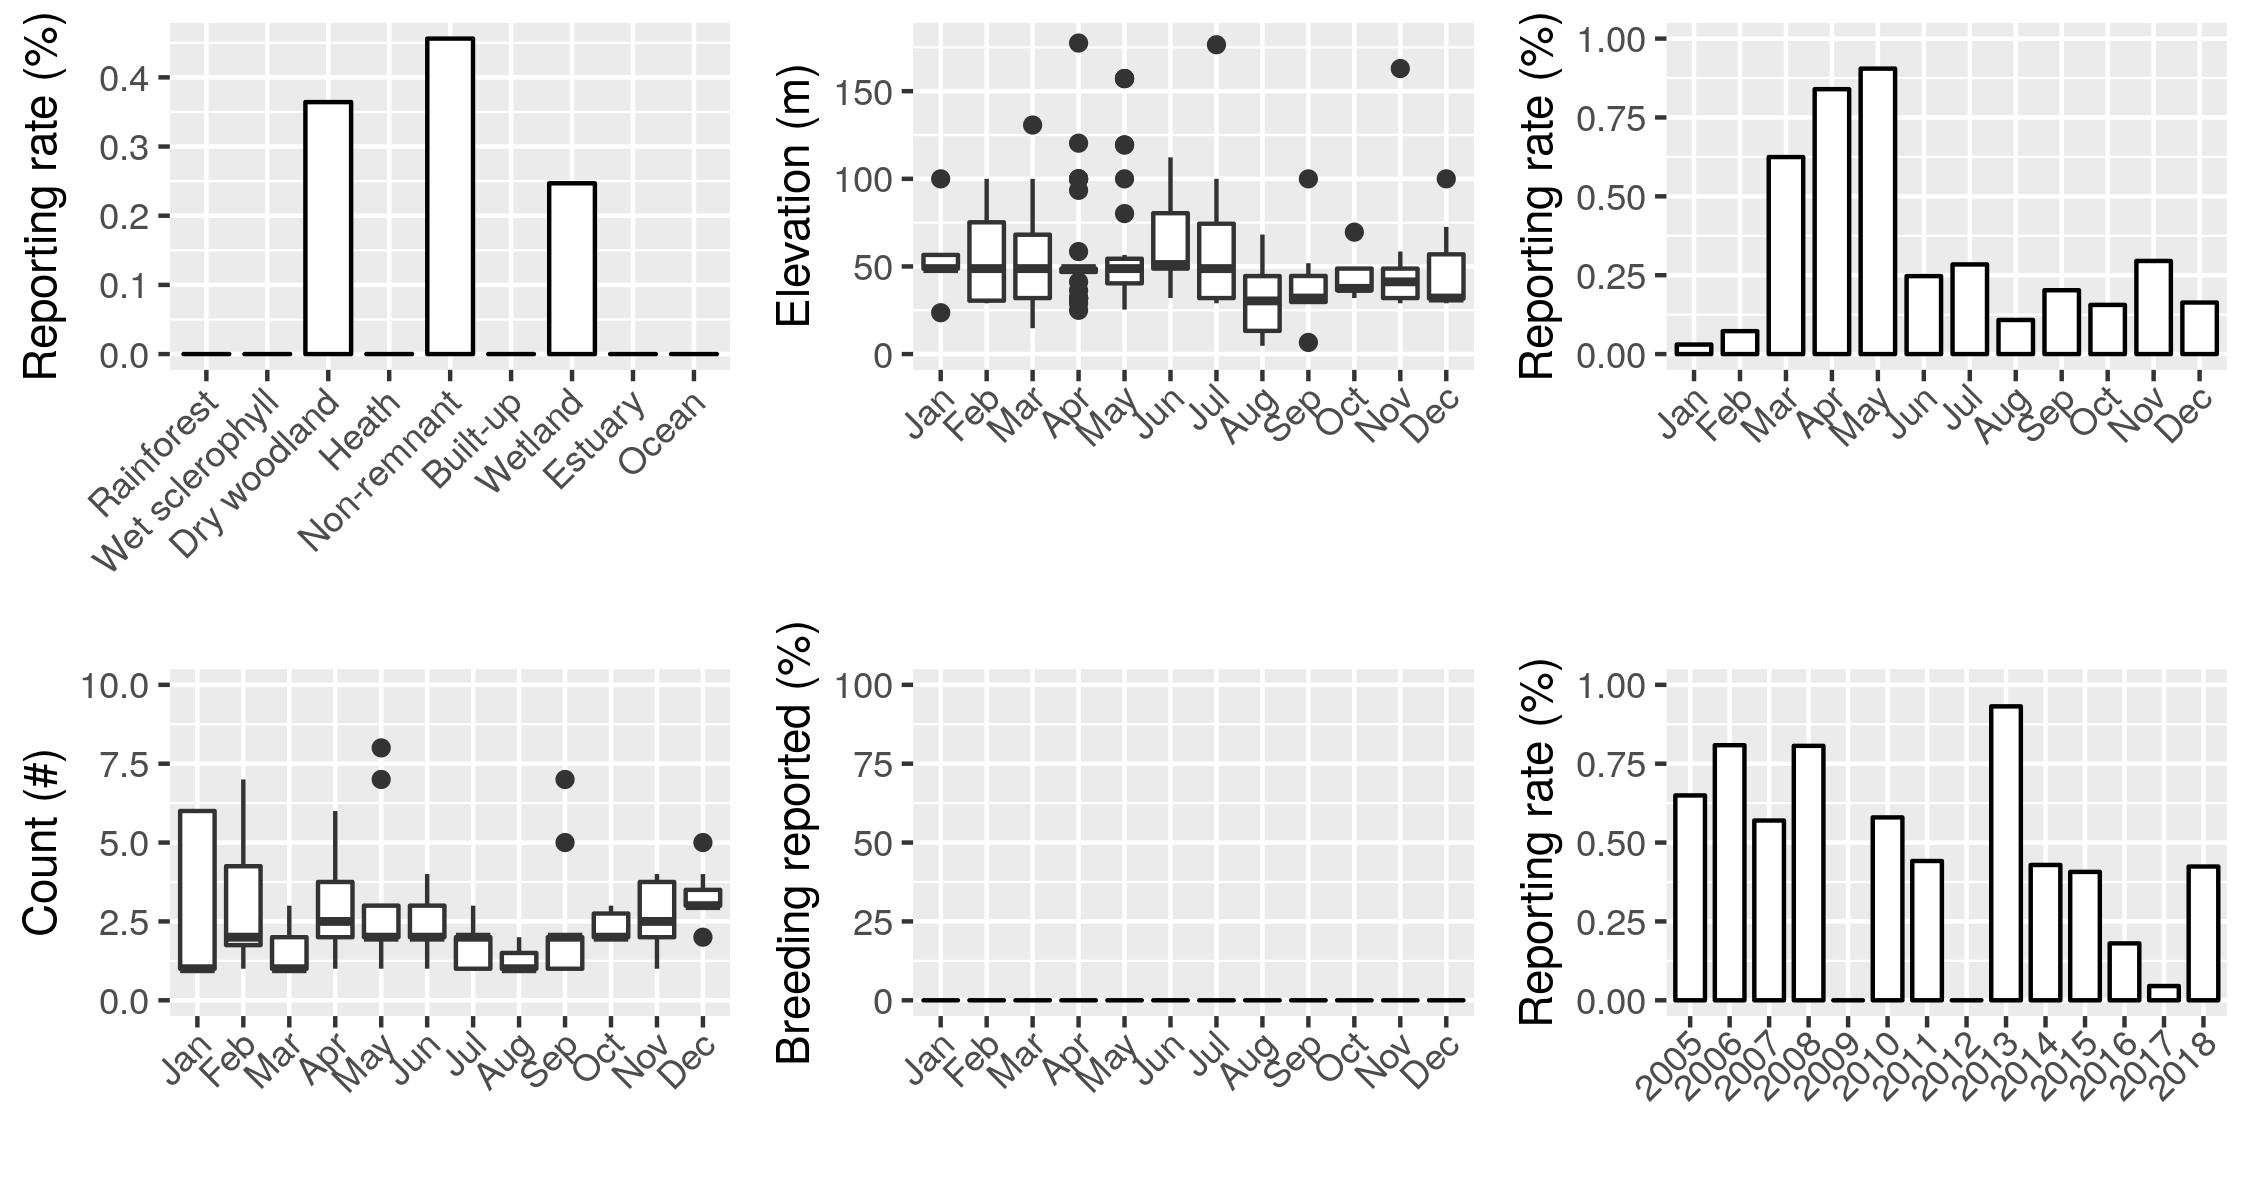 Reporting rate (%)
0.4
0.3
0.2
0.1
0.0
Rainforest
Wet sclerophyll
Dry woodland
Heath
Non-remnant
Built-up
Wetland
Estuary
Ocean
Elevation (m)
150
100
50
0
Jan
Feb
Mar
Apr
May
Jun
Jul
Aug
Sep
Oct
Nov
Dec
Reporting rate (%)
1.00
0.75
0.50
0.25
0.00
Jan
Feb
Mar
Apr
May
Jun
Jul
Aug
Sep
Oct
Nov
Dec
Count (#)
10.0
7.5
5.0
2.5
0.0
Jan
Feb
Mar
Apr
May
Jun
Jul
Aug
Sep
Oct
Nov
Dec
Breeding reported (%)
100
75
50
25
0
Jan
Feb
Mar
Apr
May
Jun
Jul
Aug
Sep
Oct
Nov
Dec
Reporting rate (%)
1.00
0.75
0.50
0.25
0.00
2005
2006
2007
2008
2009
2010
2011
2012
2013
2014
2015
2016
2017
2018